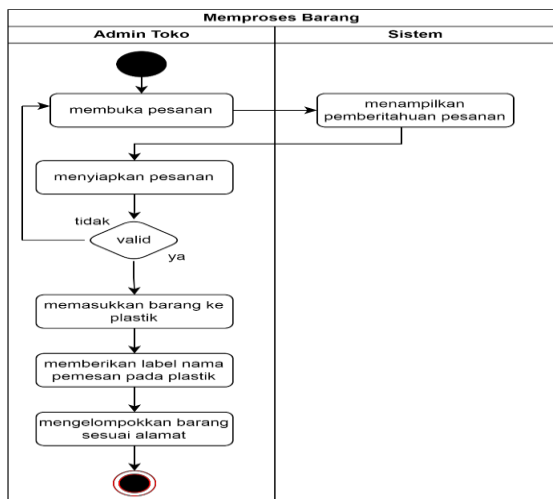 Memproses Barang
Admin Toko
Sistem
membuka pesanan
menampilkan
pemberitahuan pesanan
menyiapkan pesanan
tidak
valid
ya
memasukkan barang ke
plastik
memberikan label nama
pemesan pada plastik
mengelompokkan barang
sesuai alamat